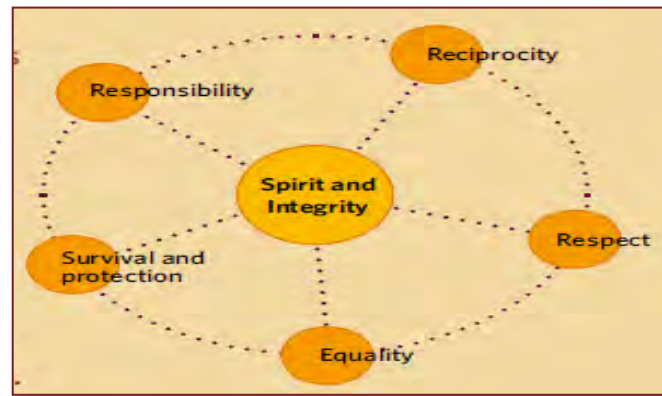 Reciprocity
Responsibility
Spirit and
Integrity
Respect
Survival and
protection
Equality